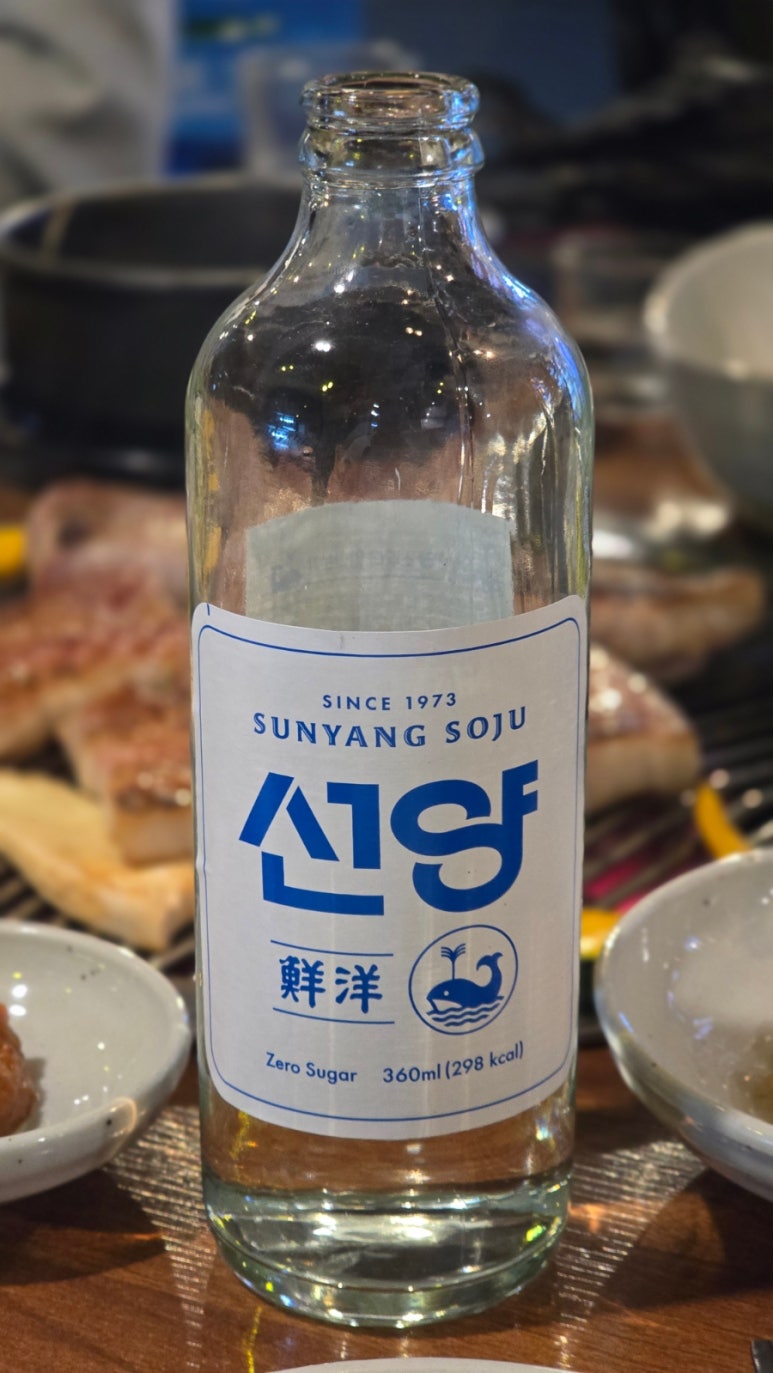 SINCE 1973
SUNYANG SOJU
선양
鮮洋
Zero Sugar 360ml (298 kcal)